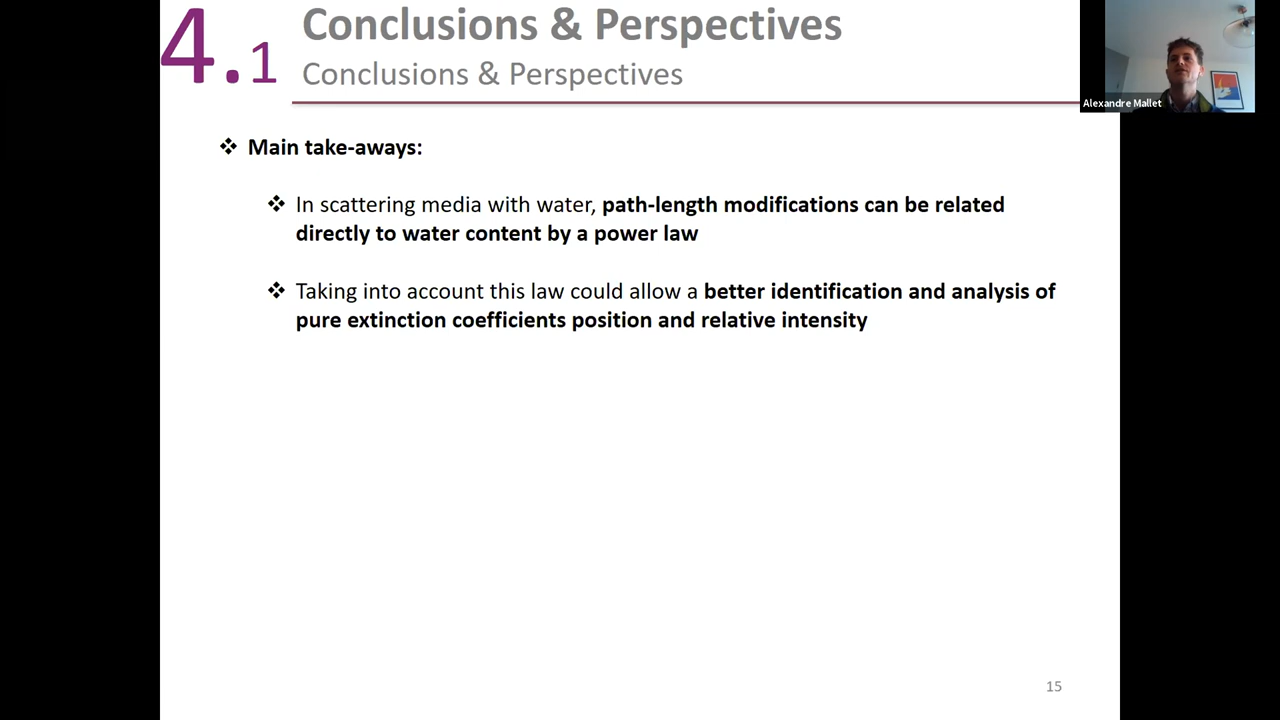 4.1
Conclusions & Perspectives
Conclusions & Perspectives
Alexandre Mallet
❖ Main take-aways:
❖ In scattering media with water, path-length modifications can be related
directly to water content by a power law
❖ Taking into account this law could allow a better identification and analysis of
pure extinction coefficients position and relative intensity
15